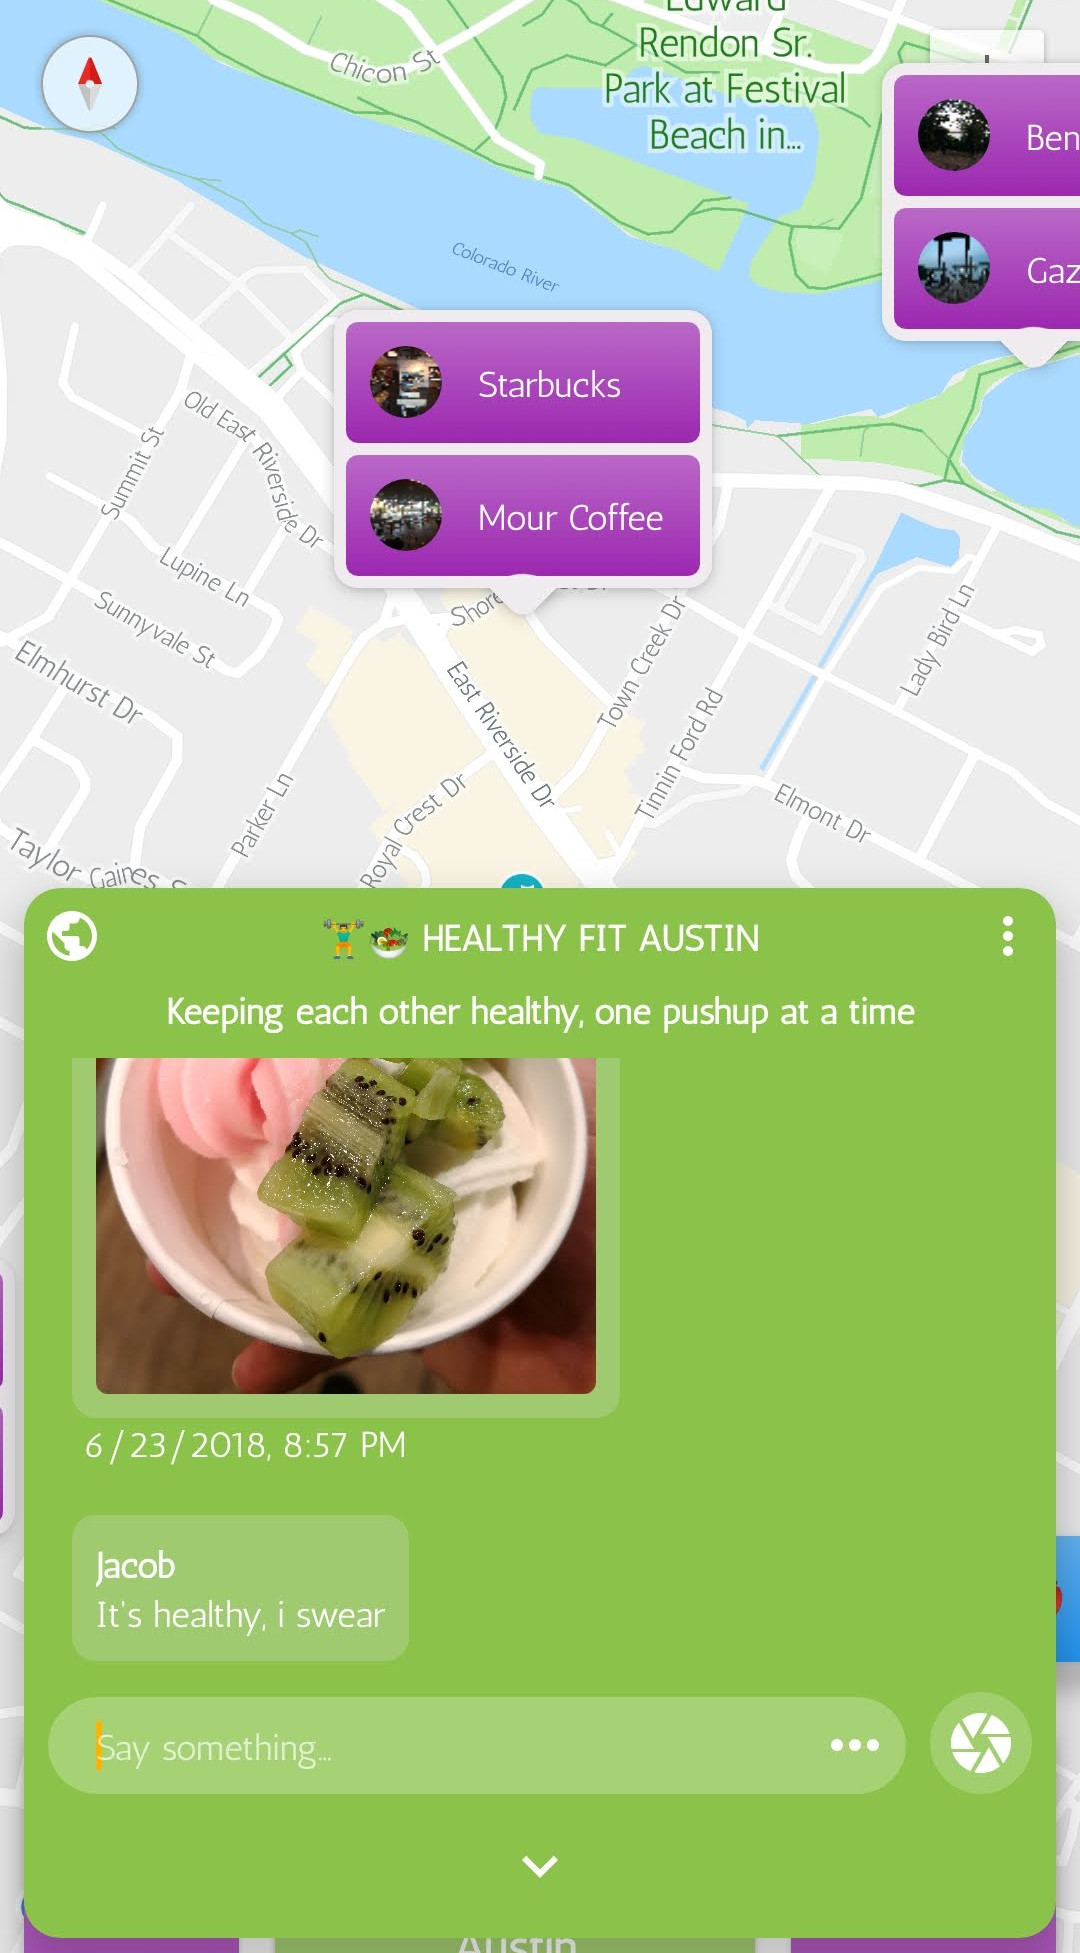 Edward
Rendon Sr.
Park at Festival
Beach in...
Chicon St
Ben
Gaz
Colorado River
Starbucks
Mour Coffee
Old East Riverside Dr
Summit St
Lupine Ln
Sunnyvale St
Elmhurst Dr
Shore
Town Creek Dr
Lady Bird Ln
East Riverside Dr
Tinnin Ford Rd
Elmont Dr
Parker Ln
Royal Crest Dr
Taylor Gaines S
HEALTHY FIT AUSTIN
Keeping each other healthy, one pushup at a time
6/23/2018, 8:57 PM
Jacob
It's healthy, i swear
Say something...
Austin